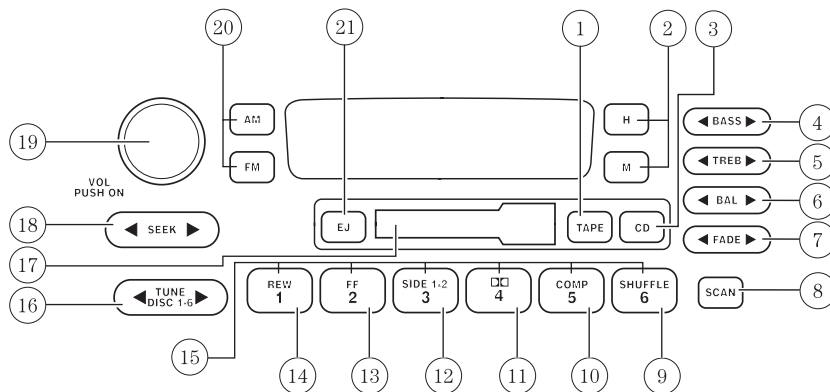 20
21
1
2
3
AM
H
19
◀ BASS ▶
4
FM
M
◀ TREB ▶
5
VOL
PUSH ON
◀ BAL ▶
6
18
◀ SEEK ▶
EJ
TAPE
CD
◀ FADE ▶
7
17
REW
1
FF
2
SIDE 1-2
3
4
COMP
5
SHUFFLE
6
SCAN
8
16
◀ TUNE ▶
DISC 1-6
15
14
13
12
11
10
9